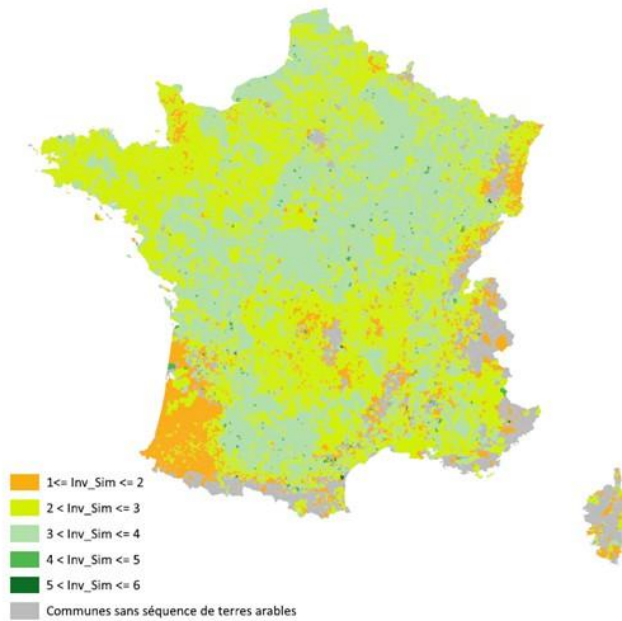 1<= Inv_Sim <= 2
2 < Inv_Sim <= 3
3 < Inv_Sim <= 4
4 < Inv_Sim <= 5
5 < Inv_Sim <= 6
Communes sans séquence de terres arables